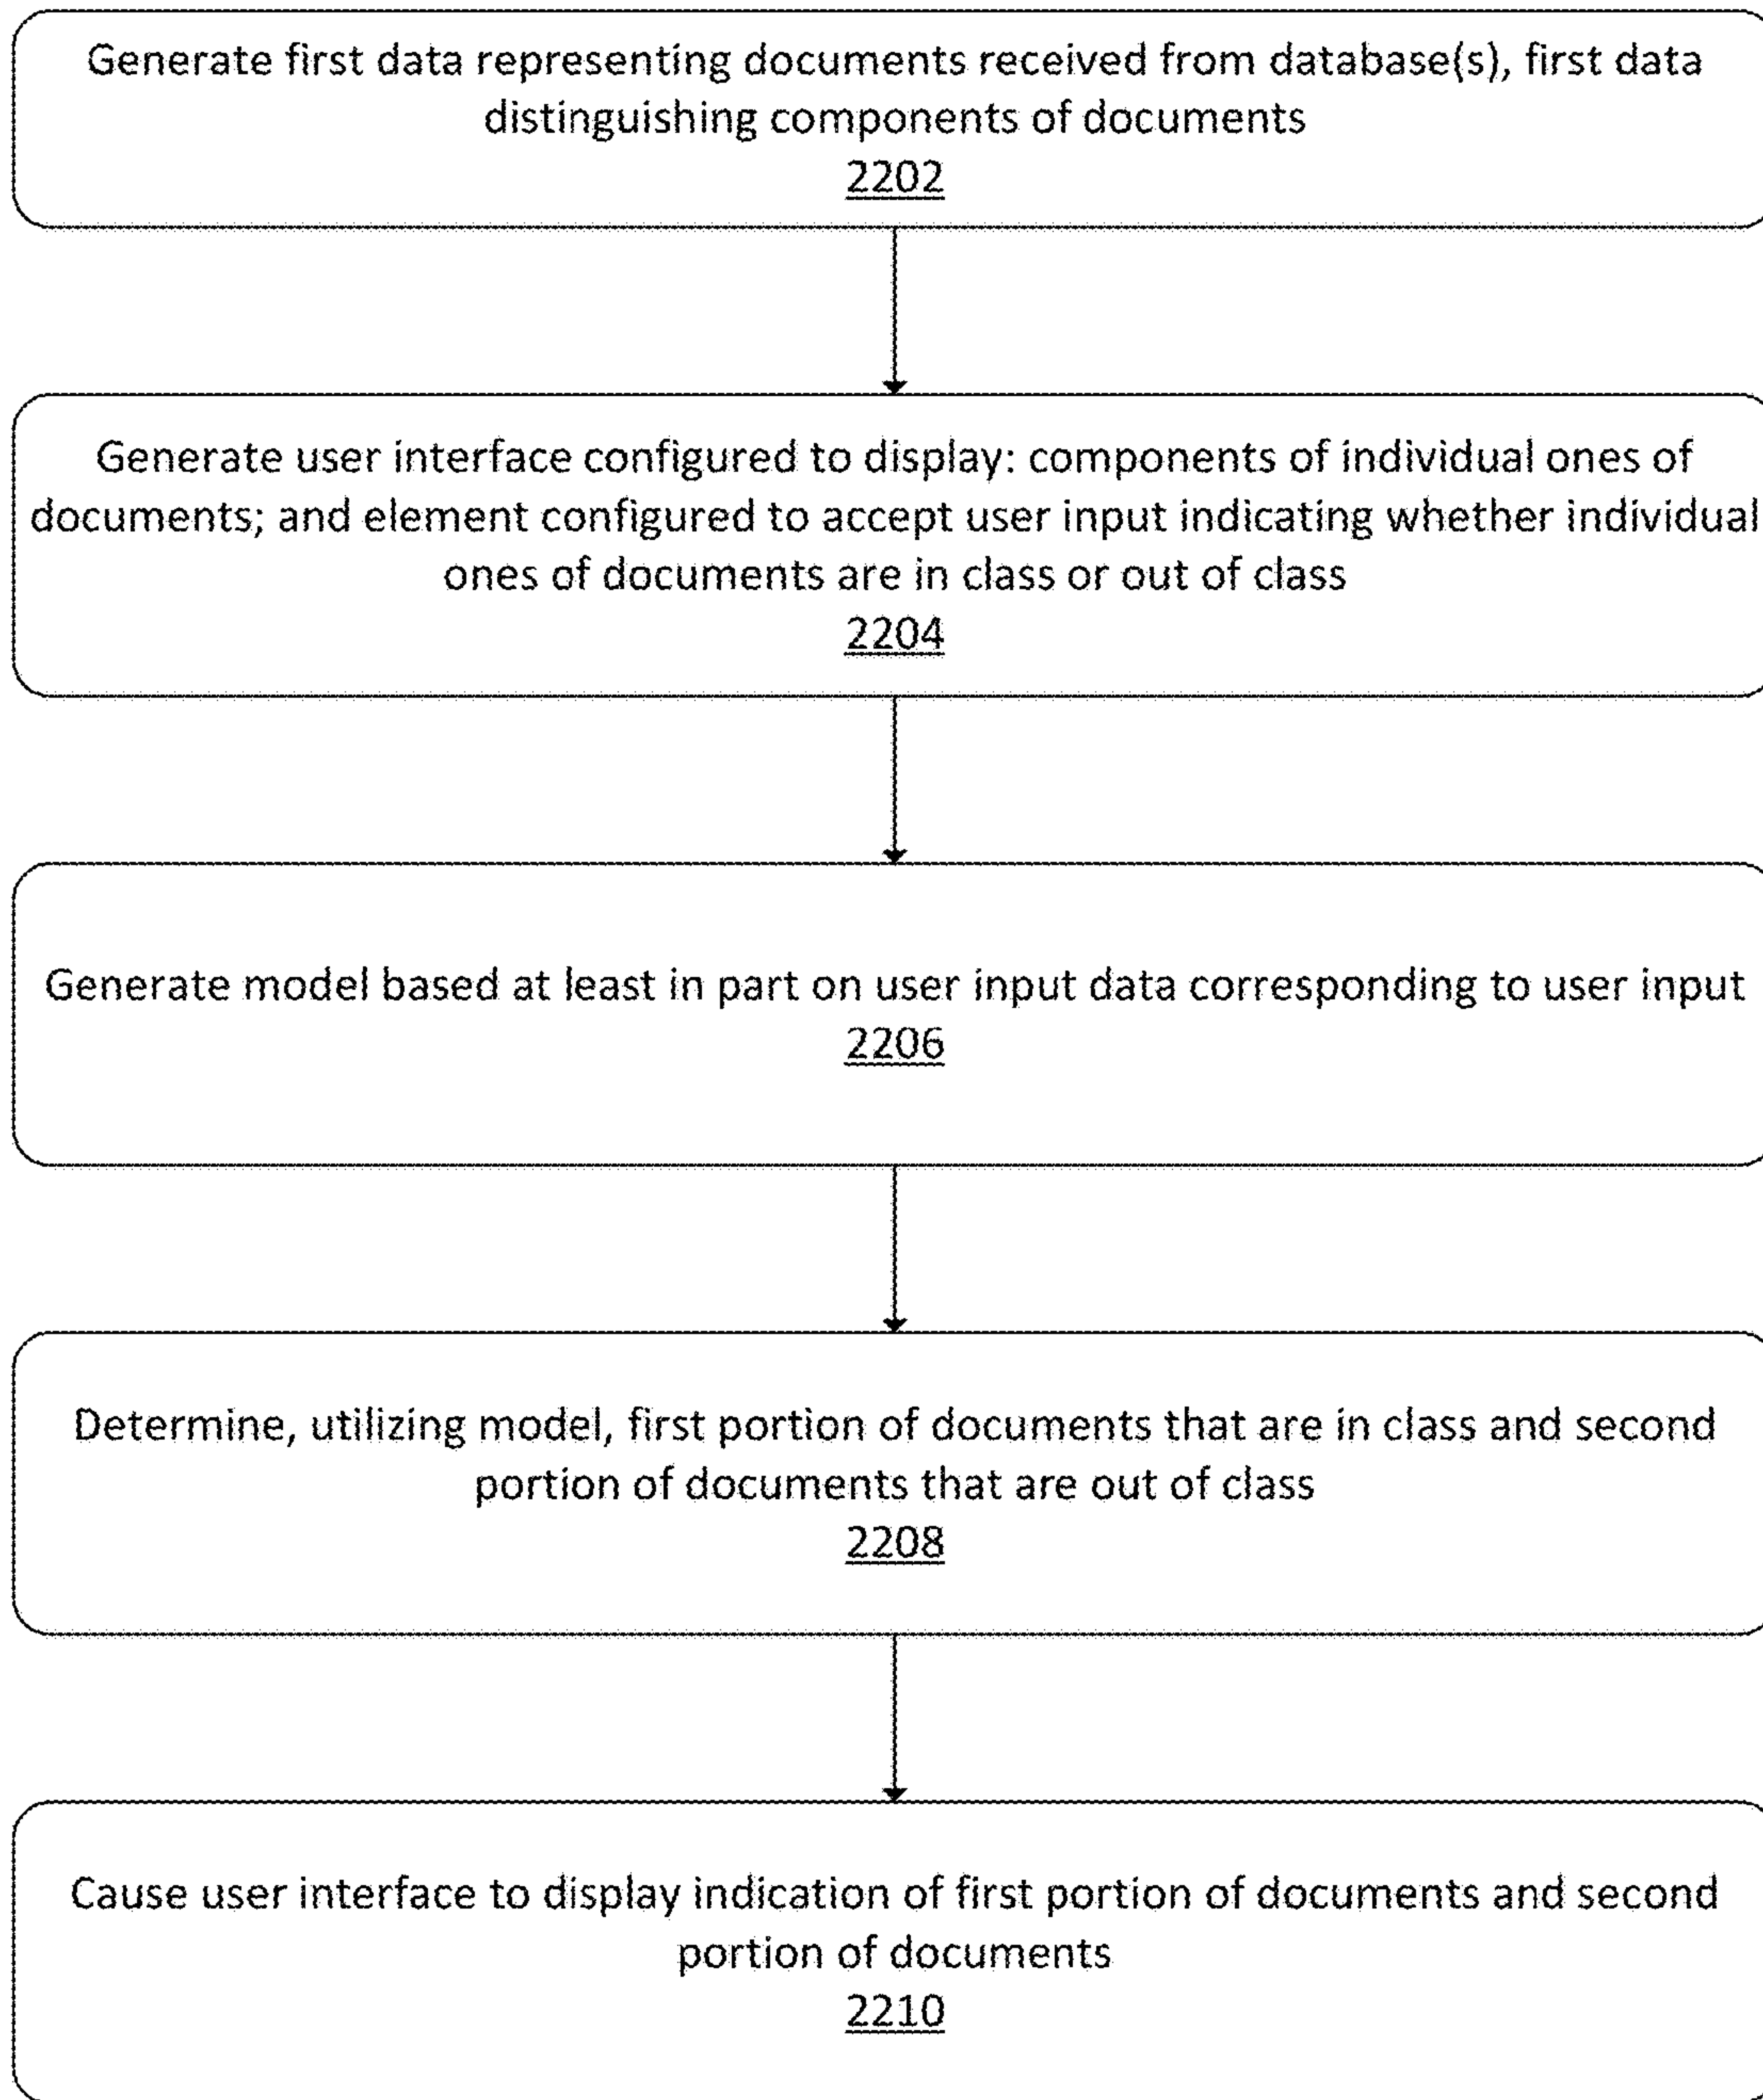 Generate first data representing documents received from database(s), first data
distinguishing components of documents
2202
Generate user interface configured to display: components of individual ones of
documents; and element configured to accept user input indicating whether individual
ones of documents are in class or out of class
2204
Generate model based at least in part on user input data corresponding to user input
2206
Determine, utilizing model, first portion of documents that are in class and second
portion of documents that are out of class
2208
Cause user interface to display indication of first portion of documents and second
portion of documents
2210